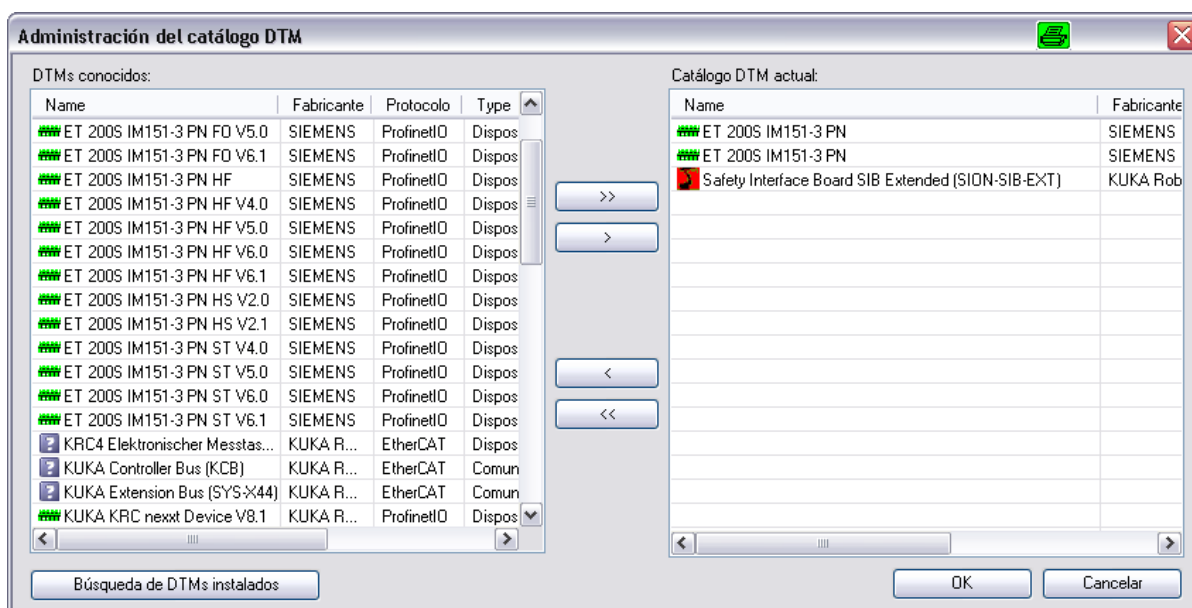 Administración del catálogo DTM
DTMs conocidos:
Name Fabricante Protocolo Type
ET 200S IM151-3 PN FO V5.0 SIEMENS ProfinetIO Dispos
ET 200S IM151-3 PN FO V6.1 SIEMENS ProfinetIO Dispos
ET 200S IM151-3 PN HF SIEMENS ProfinetIO Dispos
ET 200S IM151-3 PN HF V4.0 SIEMENS ProfinetIO Dispos
ET 200S IM151-3 PN HF V5.0 SIEMENS ProfinetIO Dispos
ET 200S IM151-3 PN HF V6.0 SIEMENS ProfinetIO Dispos
ET 200S IM151-3 PN HF V6.1 SIEMENS ProfinetIO Dispos
ET 200S IM151-3 PN HS V2.0 SIEMENS ProfinetIO Dispos
ET 200S IM151-3 PN HS V2.1 SIEMENS ProfinetIO Dispos
ET 200S IM151-3 PN ST V4.0 SIEMENS ProfinetIO Dispos
ET 200S IM151-3 PN ST V5.0 SIEMENS ProfinetIO Dispos
ET 200S IM151-3 PN ST V6.0 SIEMENS ProfinetIO Dispos
ET 200S IM151-3 PN ST V6.1 SIEMENS ProfinetIO Dispos
KRC4 Elektronischer Messtas... KUKA R... EtherCAT Dispos
KUKA Controller Bus (KCB) KUKA R... EtherCAT Comun
KUKA Extension Bus (SYS-X44) KUKA R... EtherCAT Comun
KUKA KRC nexxt Device V8.1 KUKA R... ProfinetIO Dispos
Búsqueda de DTMs instalados
>>
>
<
<<
Catálogo DTM actual:
Name Fabricante
ET 200S IM151-3 PN SIEMENS
ET 200S IM151-3 PN SIEMENS
Safety Interface Board SIB Extended (SION-SIB-EXT) KUKA Rob
OK Cancelar